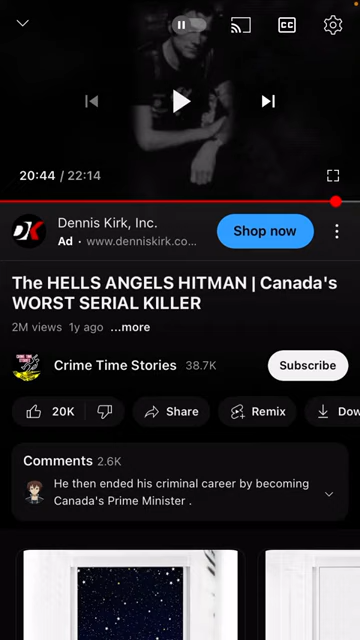 CC
20:44 / 22:14
DK
Dennis Kirk, Inc.
Ad · www.denniskirk.co...
Shop now
The HELLS ANGELS HITMAN | Canada's
WORST SERIAL KILLER
2M views 1y ago ...more
Crime Time Stories 38.7K
Subscribe
20K
Share
Remix
Dow
Comments 2.6K
He then ended his criminal career by becoming
Canada's Prime Minister .